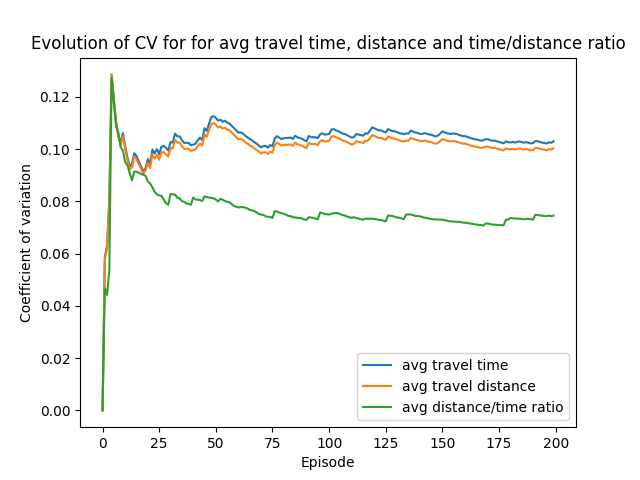 Evolution of CV for for avg travel time, distance and time/distance ratio
0.12
0.10
0.08
0.06
0.04
0.02
0.00
Coefficient of variation
avg travel time
avg travel distance
avg distance/time ratio
0 25 50 75 100 125 150 175 200
Episode